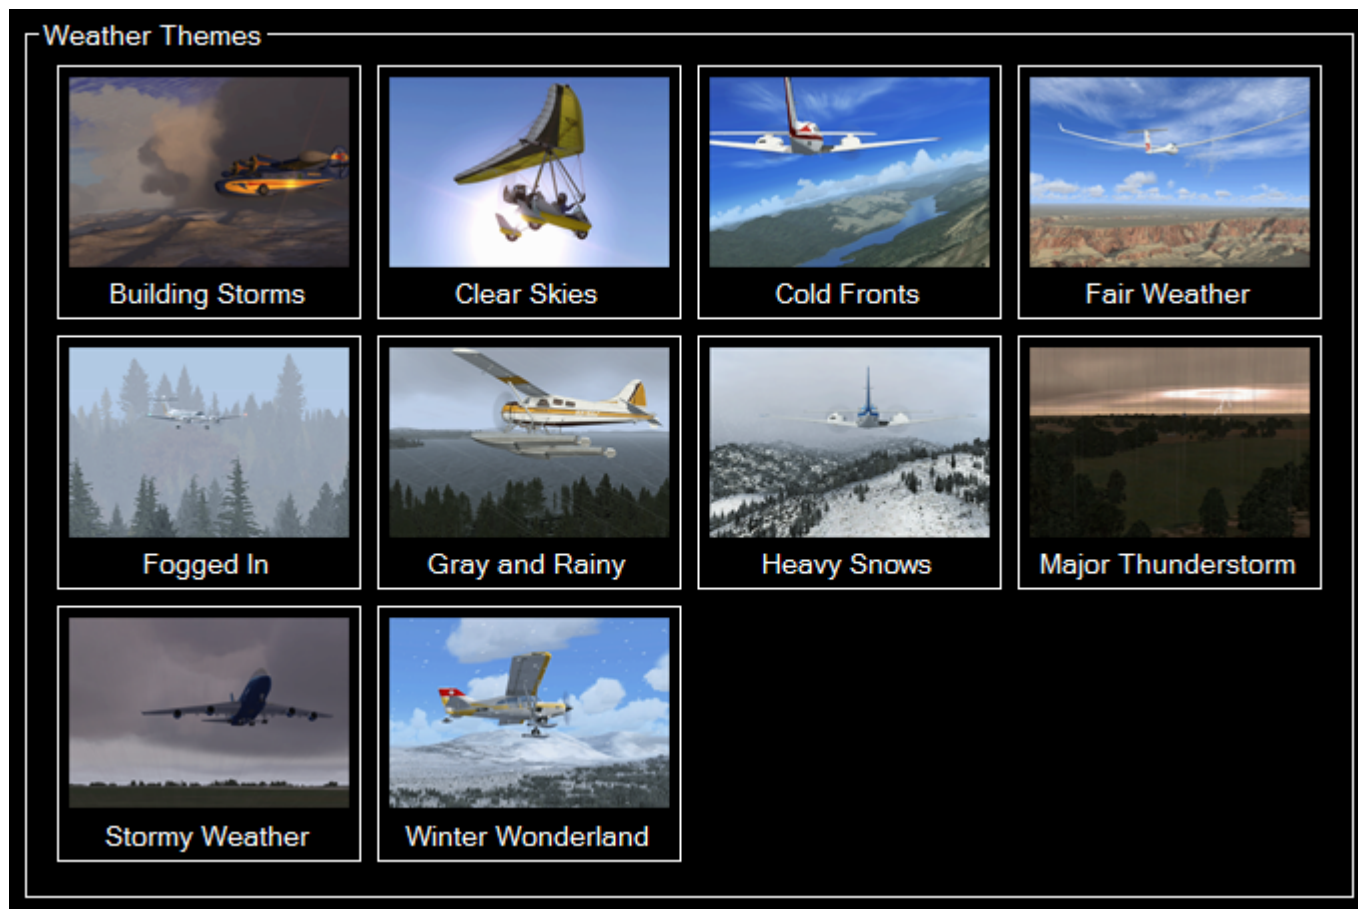 Weather Themes
Building Storms
Clear Skies
Cold Fronts
Fair Weather
Fogged In
Gray and Rainy
Heavy Snows
Major Thunderstorm
Stormy Weather
Winter Wonderland